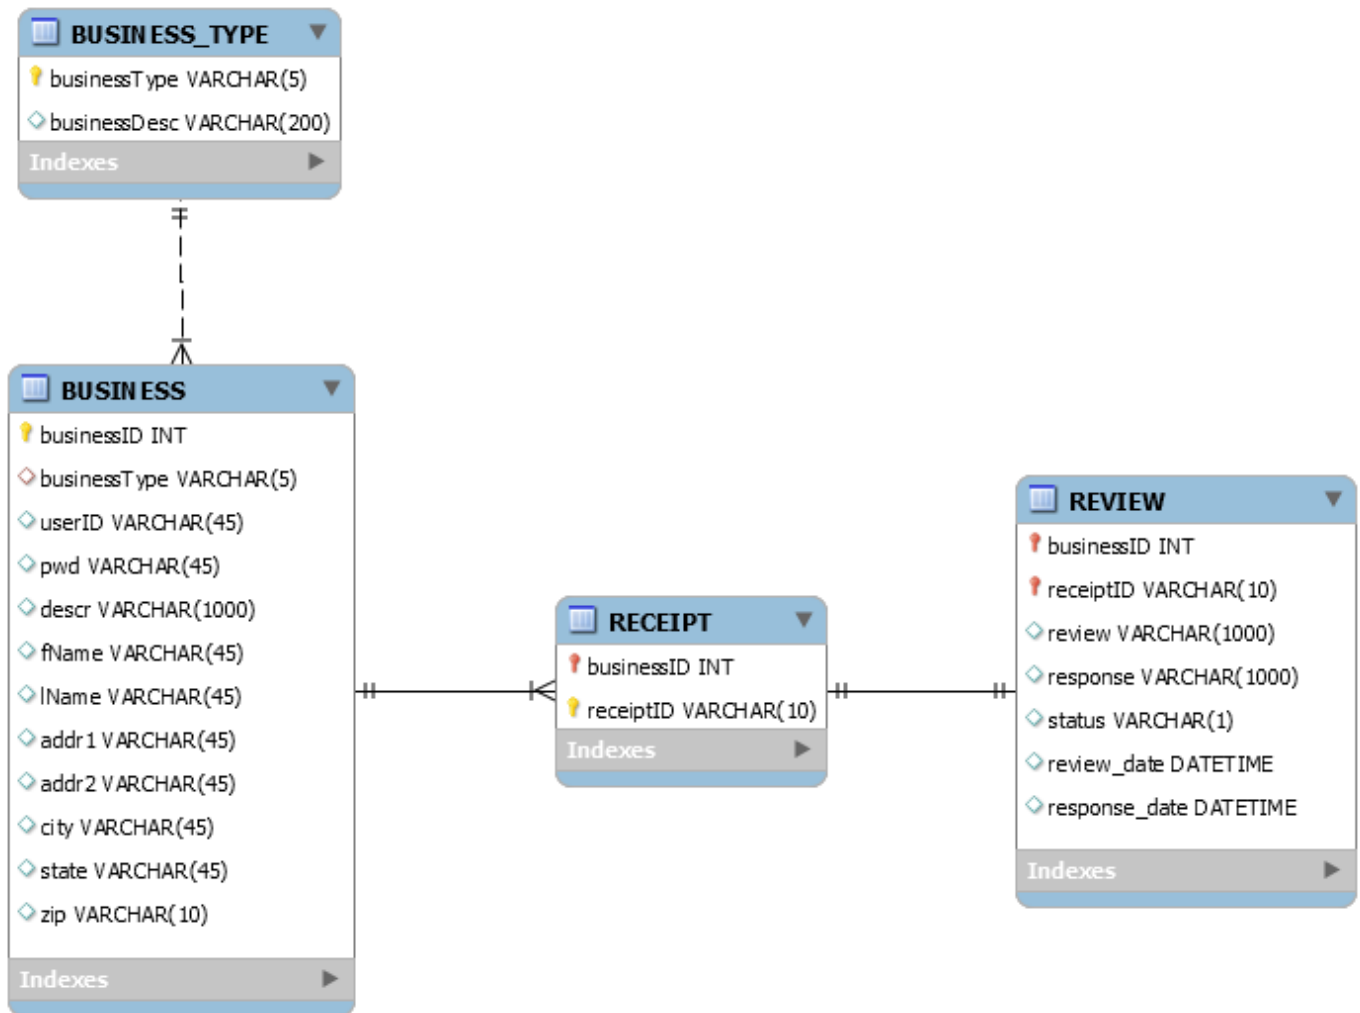 BUSINESS_TYPE
businessType VARCHAR(5)
businessDesc VARCHAR(200)
Indexes
BUSINESS
businessID INT
businessType VARCHAR(5)
userID VARCHAR(45)
pwd VARCHAR(45)
descr VARCHAR(1000)
fName VARCHAR(45)
lName VARCHAR(45)
addr1 VARCHAR(45)
addr2 VARCHAR(45)
city VARCHAR(45)
state VARCHAR(45)
zip VARCHAR(10)
Indexes
RECEIPT
businessID INT
receiptID VARCHAR(10)
Indexes
REVIEW
businessID INT
receiptID VARCHAR(10)
review VARCHAR(1000)
response VARCHAR(1000)
status VARCHAR(1)
review_date DATETIME
response_date DATETIME
Indexes